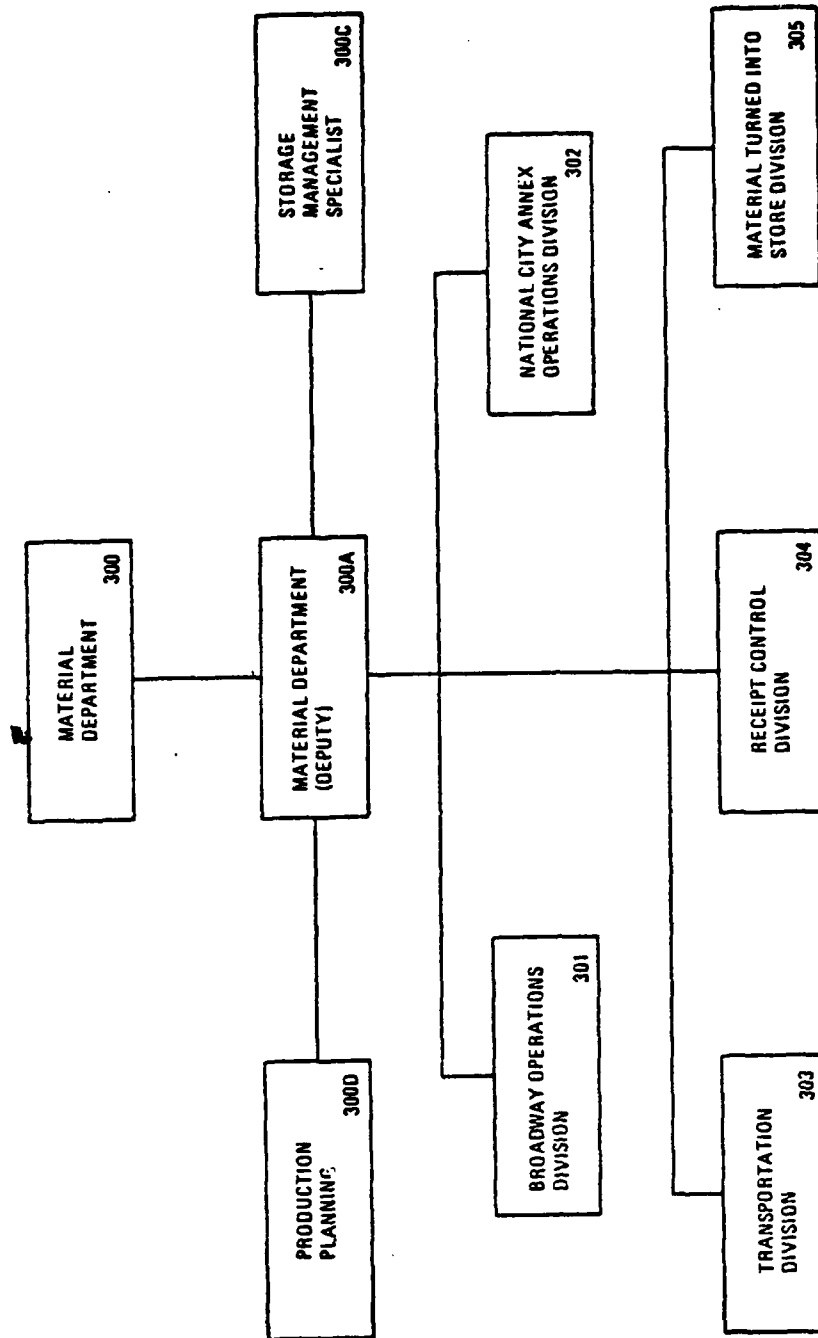 MATERIAL
DEPARTMENT
300
PRODUCTION
PLANNING
300D
MATERIAL DEPARTMENT
(DEPUTY)
300A
STORAGE
MANAGEMENT
SPECIALIST
300C
BROADWAY OPERATIONS
DIVISION
301
NATIONAL CITY ANNEX
OPERATIONS DIVISION
302
TRANSPORTATION
DIVISION
303
RECEIPT CONTROL
DIVISION
304
MATERIAL TURNED INTO
STORE DIVISION
305